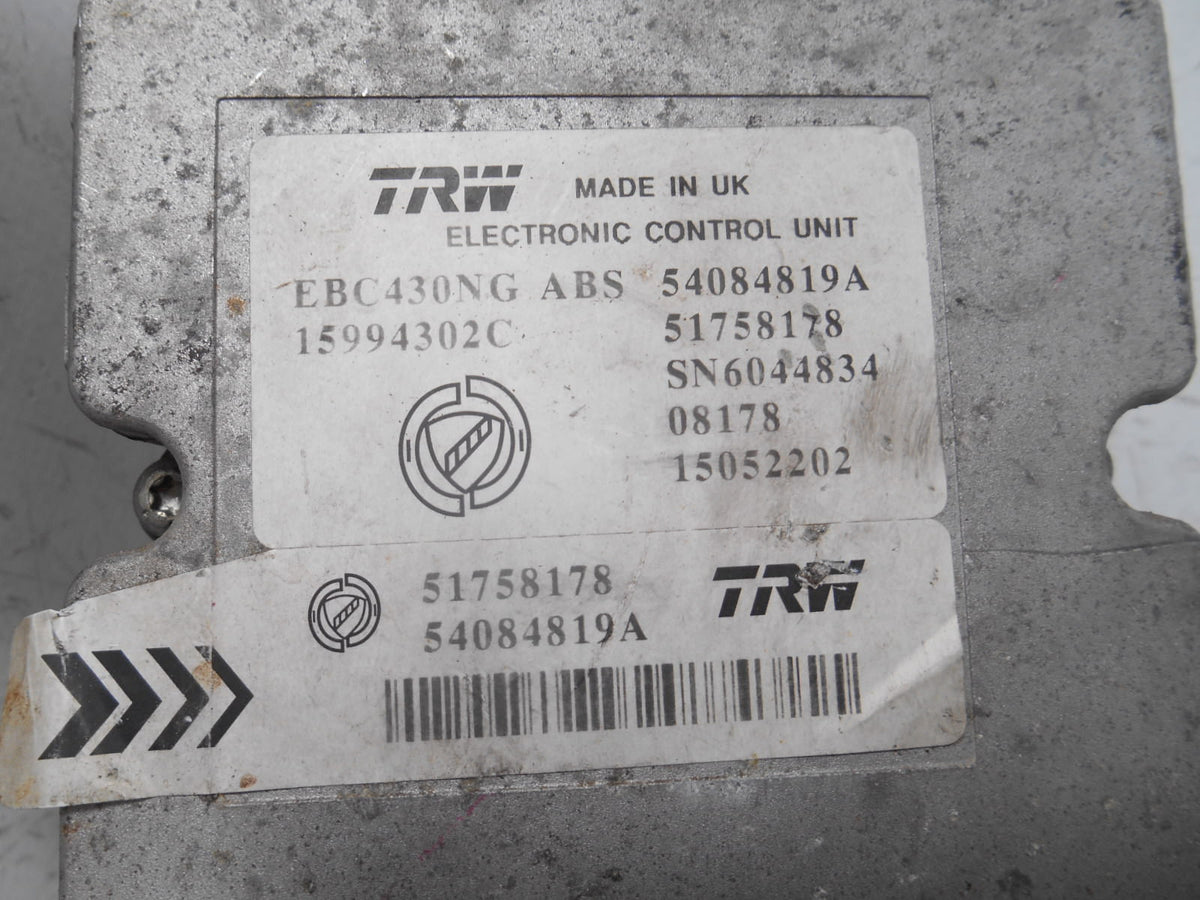 TRW MADE IN UK
ELECTRONIC CONTROL UNIT
EBC430NG ABS 54084819A
15994302C 51758178
SN6044834
08178
15052202
51758178 TRW
54084819A